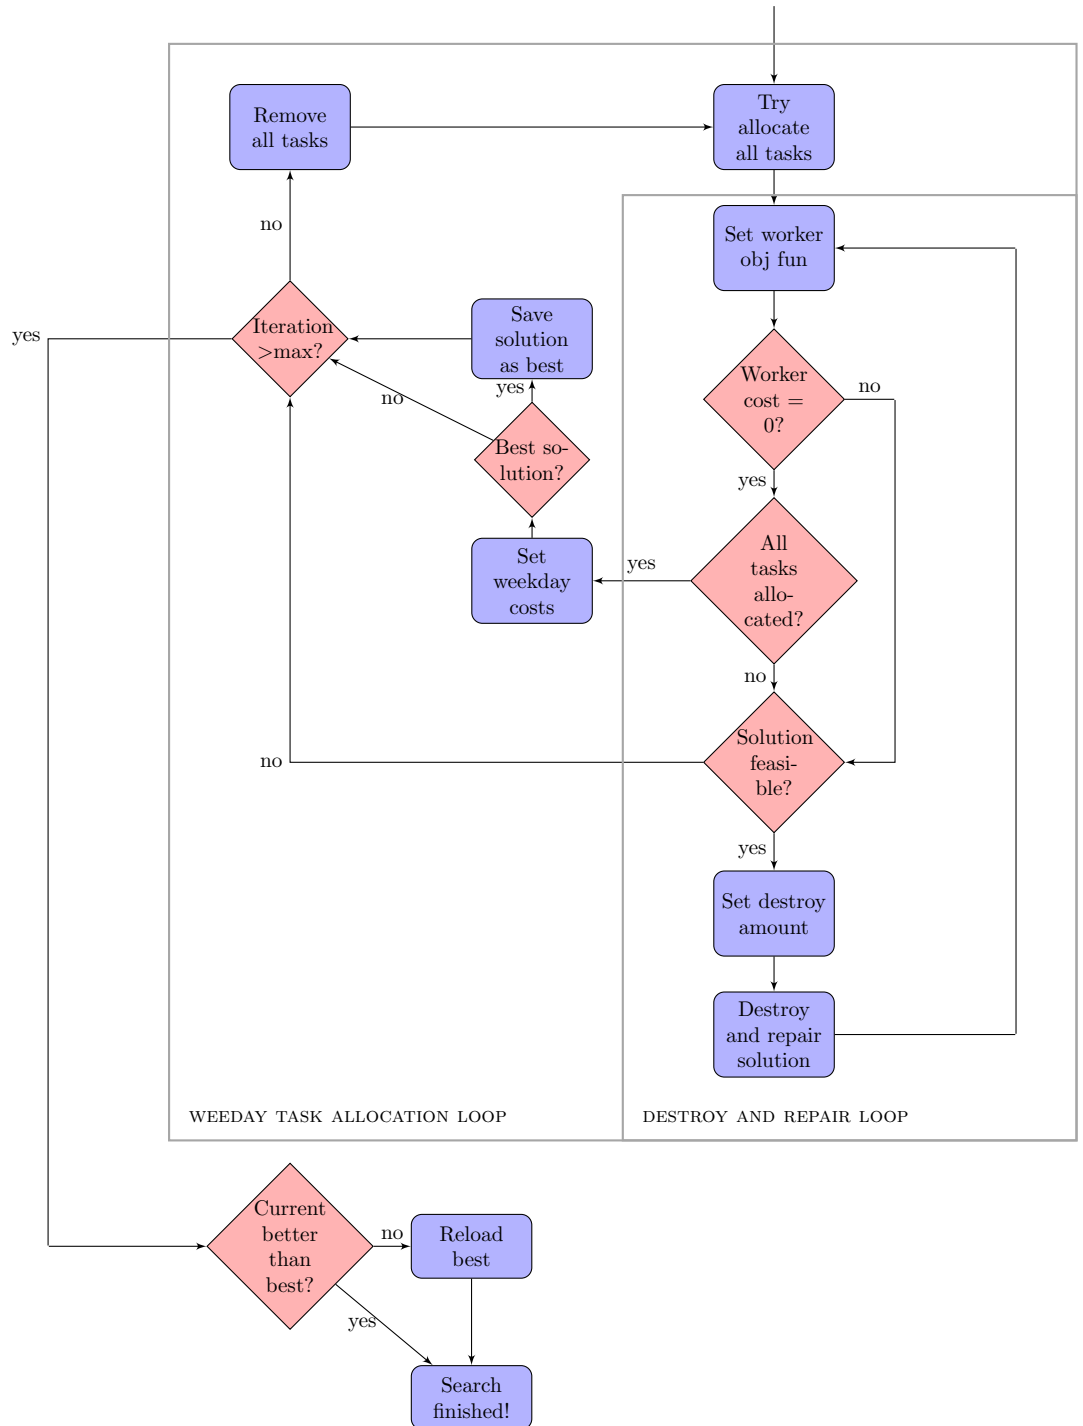 Remove
all tasks
Try
allocate
all tasks
no
Set worker
obj fun
yes
Iteration
>max?
Save
solution
as best
Worker
cost =
0?
no
no
yes
Best so-
lution?
yes
Set
weekday
costs
yes
All
tasks
allo-
cated?
no
no
Solution
feasi-
ble?
yes
Set destroy
amount
Destroy
and repair
solution
WEEDAY TASK ALLOCATION LOOP
DESTROY AND REPAIR LOOP
Current
better
than
best?
no
Reload
best
yes
Search
finished!